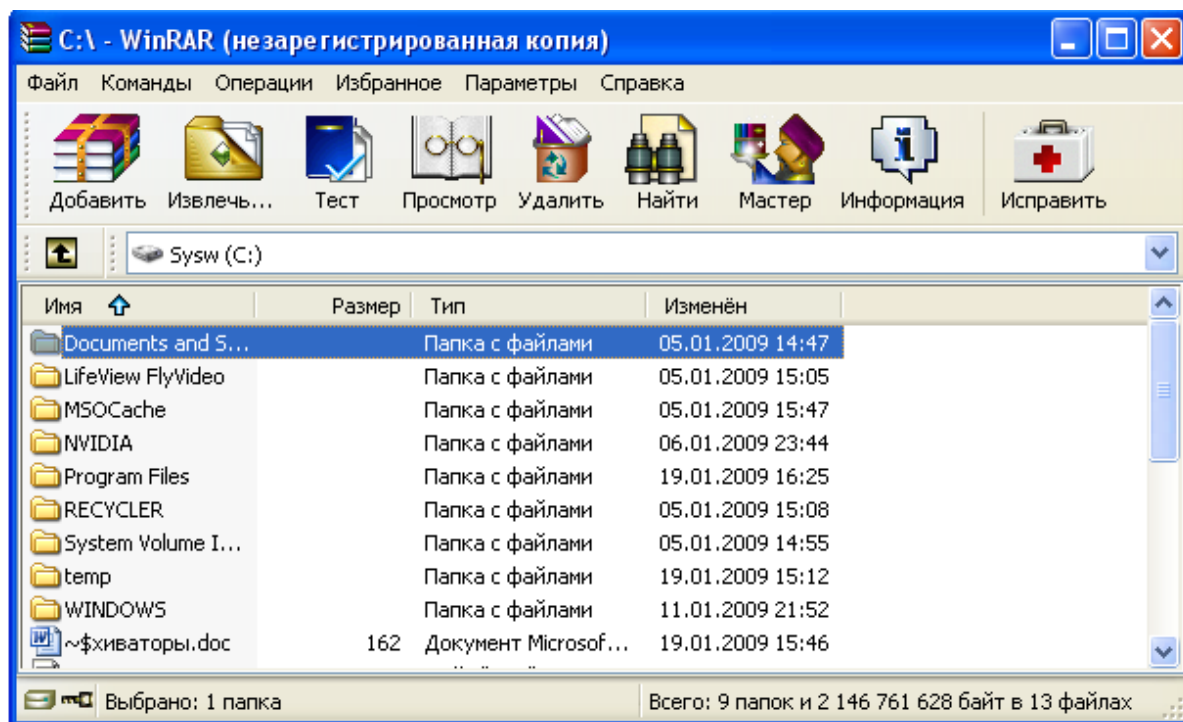 C:\ - WinRAR (незарегистрированная копия)
Файл Команды Операции Избранное Параметры Справка
Добавить Извлечь... Тест Просмотр Удалить Найти Мастер Информация Исправить
Sysw (C:)
Имя Размер Тип Изменён
Documents and S... Папка с файлами 05.01.2009 14:47
LifeView FlyVideo Папка с файлами 05.01.2009 15:05
MSOCache Папка с файлами 05.01.2009 15:47
NVIDIA Папка с файлами 06.01.2009 23:44
Program Files Папка с файлами 19.01.2009 16:25
RECYCLER Папка с файлами 05.01.2009 15:08
System Volume I... Папка с файлами 05.01.2009 14:55
temp Папка с файлами 19.01.2009 15:12
WINDOWS Папка с файлами 11.01.2009 21:52
~$хиваторы.doc 162 Документ Microsof... 19.01.2009 15:46
Выбрано: 1 папка Всего: 9 папок и 2 146 761 628 байт в 13 файлах